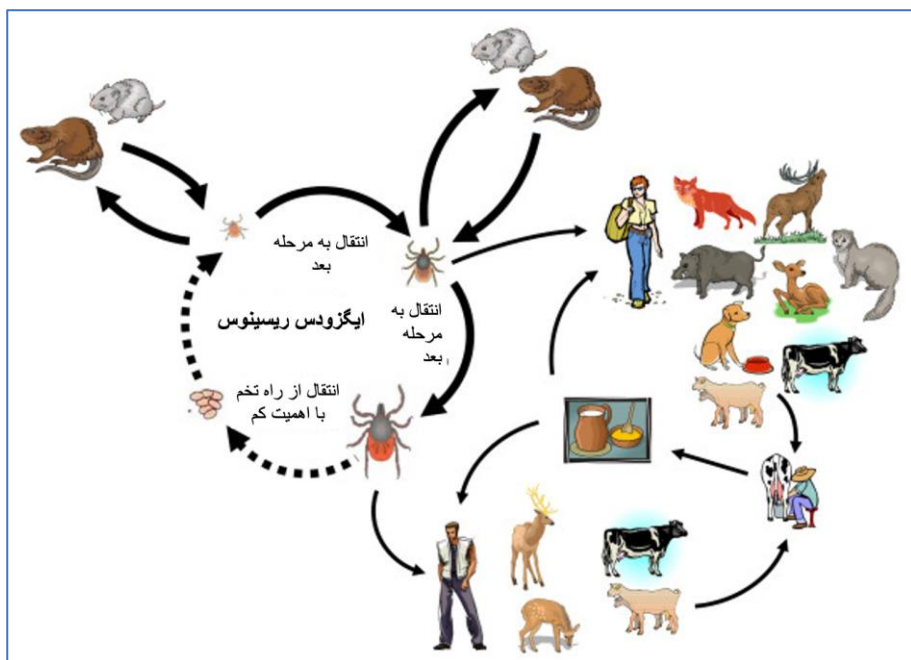 انتقال به مرحله
بعد
ایگزودس ریسینوس
انتقال به
مرحله
بعد
انتقال از راه تخم
با اهمیت کم